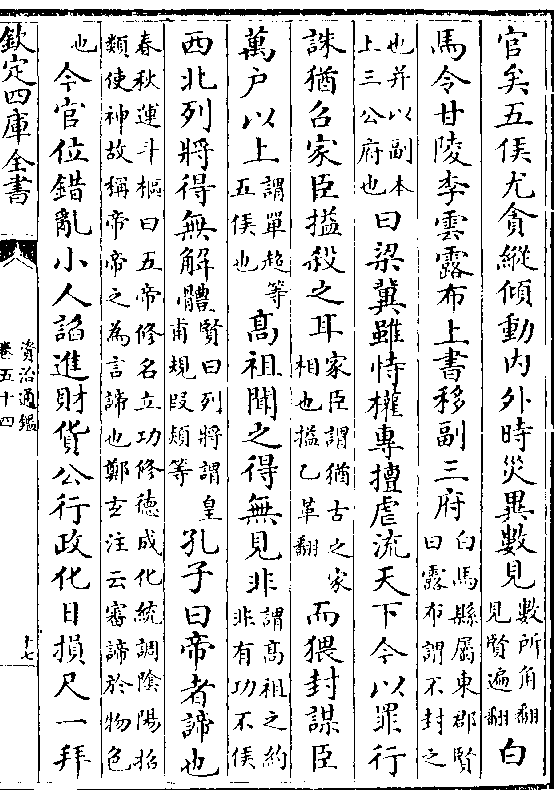 官矣五侯尤貪縱傾動内外時災異數見數所角翻見賢遍翻白
馬令甘陵李雲露布上書移副三府白馬縣屬東郡賢曰露布謂不封之
也并以副本上三公府也曰梁冀雖恃權專擅虐流天下今以罪行
誅猶召家臣搤殺之耳家臣謂猶古之家相也搤乙革翻而猥封謀臣
萬户以上謂單超等五侯也髙祖聞之得無見非謂髙祖之約非有功不侯
西北列將得無解體賢曰列將謂皇甫規段熲等孔子曰帝者諦也
春秋運斗樞曰五帝修名立功修德成化統調陰陽招類使神故稱帝帝之為言諦也鄭玄注云審諦於物色
也今官位錯亂小人諂進財貨公行政化日損尺一拜
欽定四庫全書
資治通鑑
卷五十四
十七